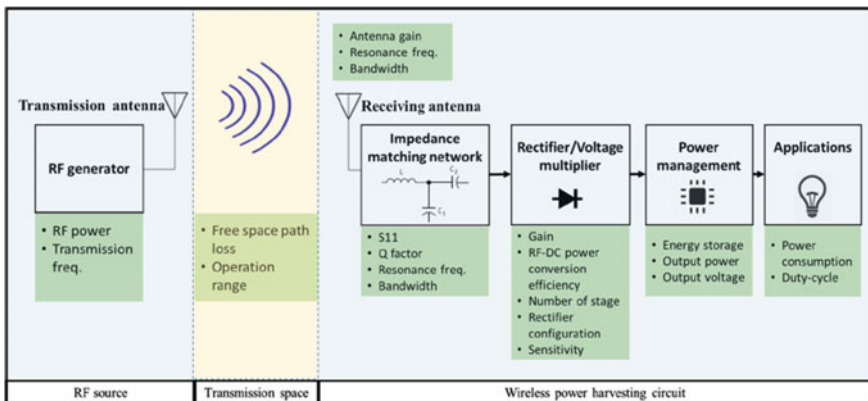 Transmission antenna
RF generator
• RF power
• Transmission
freq.
• Free space path
loss
• Operation
range
• Antenna gain
• Resonance freq.
• Bandwidth
Receiving antenna
Impedance
matching network
L
C₂
C₁
• S11
• Q factor
• Resonance freq.
• Bandwidth
Rectifier/Voltage
multiplier
• Gain
• RF-DC power
conversion
efficiency
• Number of stage
• Rectifier
configuration
• Sensitivity
Power
management
• Energy storage
• Output power
• Output voltage
Applications
• Power
consumption
• Duty-cycle
RF source
Transmission space
Wireless power harvesting circuit